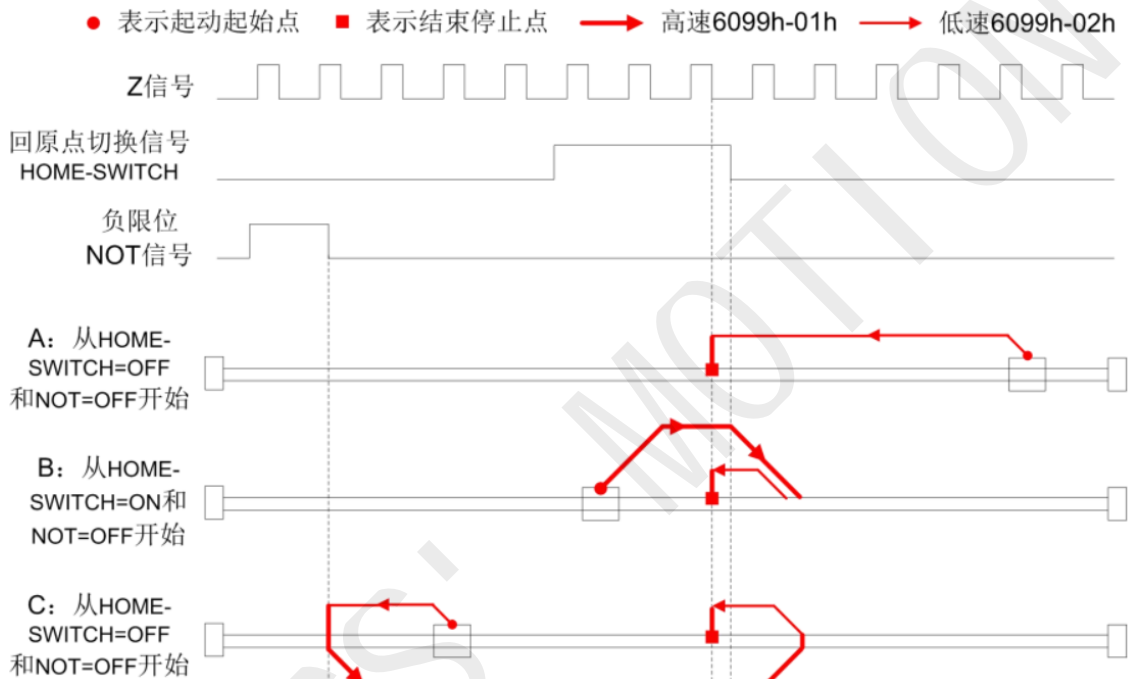 表示起动起始点 表示结束停止点 高速6099h-01h 低速6099h-02h
Z信号
回原点切换信号
HOME-SWITCH
负限位
NOT信号
A：从HOME-
SWITCH=OFF
和NOT=OFF开始
B：从HOME-
SWITCH=ON和
NOT=OFF开始
C：从HOME-
SWITCH=OFF
和NOT=OFF开始
MOTION